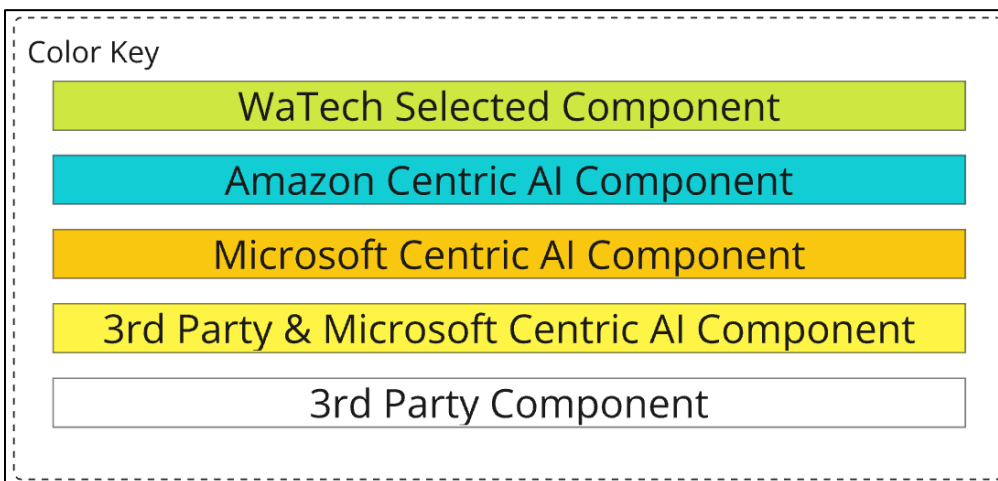 Color Key
WaTech Selected Component
Amazon Centric AI Component
Microsoft Centric AI Component
3rd Party & Microsoft Centric AI Component
3rd Party Component